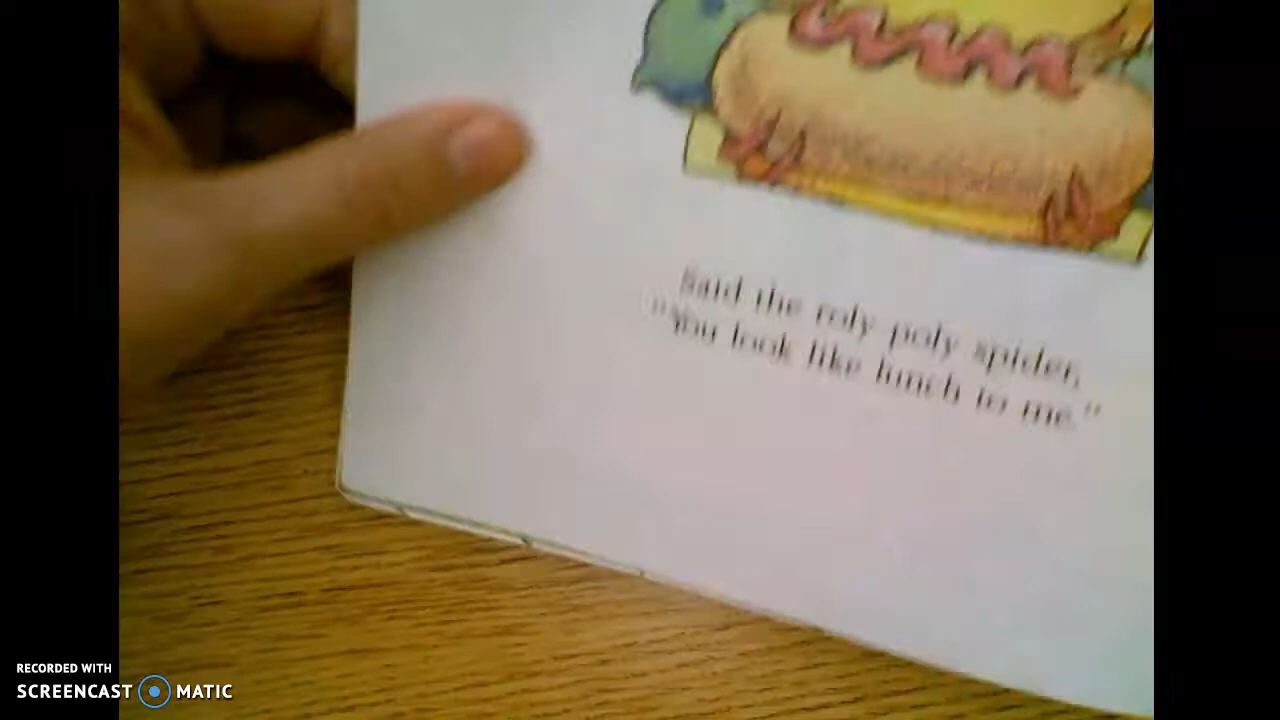 Said the roly poly spider,
"You look like lunch to me."
RECORDED WITH
SCREENCAST MATIC